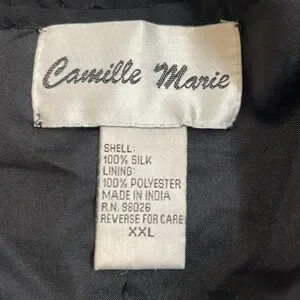 Camille Marie
SHELL:
100% SILK
LINING:
100% POLYESTER
MADE IN INDIA
R.N. 88026
REVERSE FOR CARE
XXL